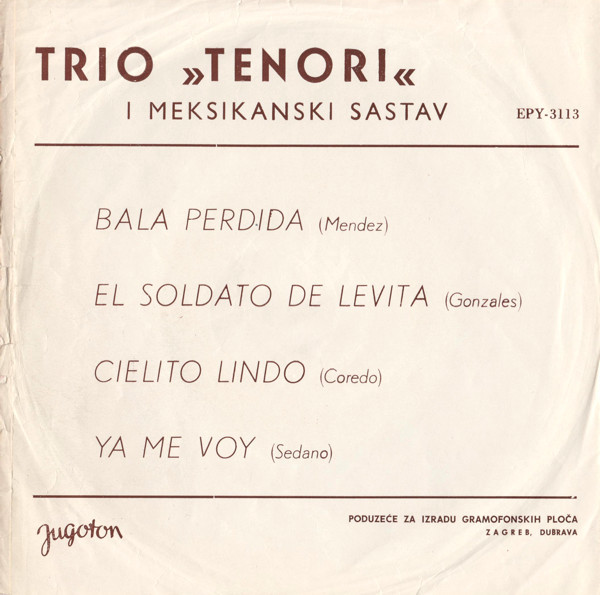 TRIO »TENORI«
I MEKSIKANSKI SASTAV EPY-3113
BALA PERDIDA (Mendez)
EL SOLDATO DE LEVITA (Gonzales)
CIELITO LINDO (Coredo)
YA ME VOY (Sedano)
Jugoton
PODUZEĆE ZA IZRADU GRAMOFONSKIH PLOČA
ZAGREB, DUBRAVA